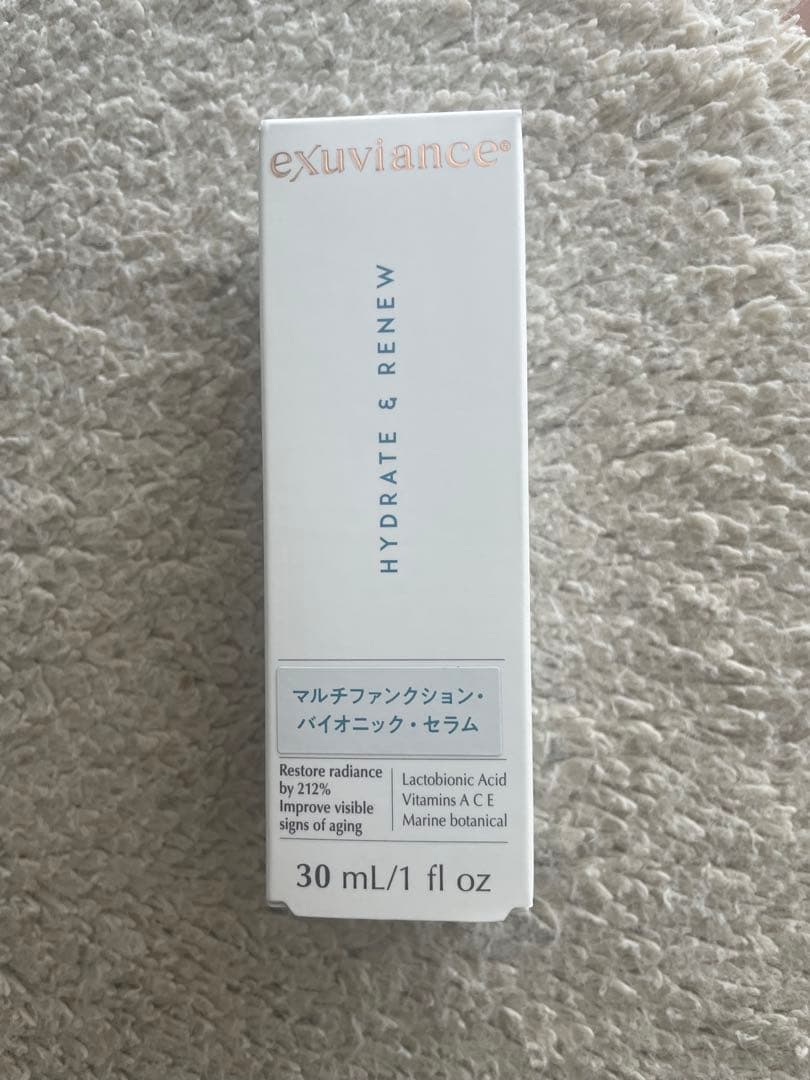 exuviance®
HYDRATE & RENEW
マルチファンクション・
バイオニック・セラム
Restore radiance
by 212%
Improve visible
signs of aging
Lactobionic Acid
Vitamins A C E
Marine botanical
30 mL/1 fl oz